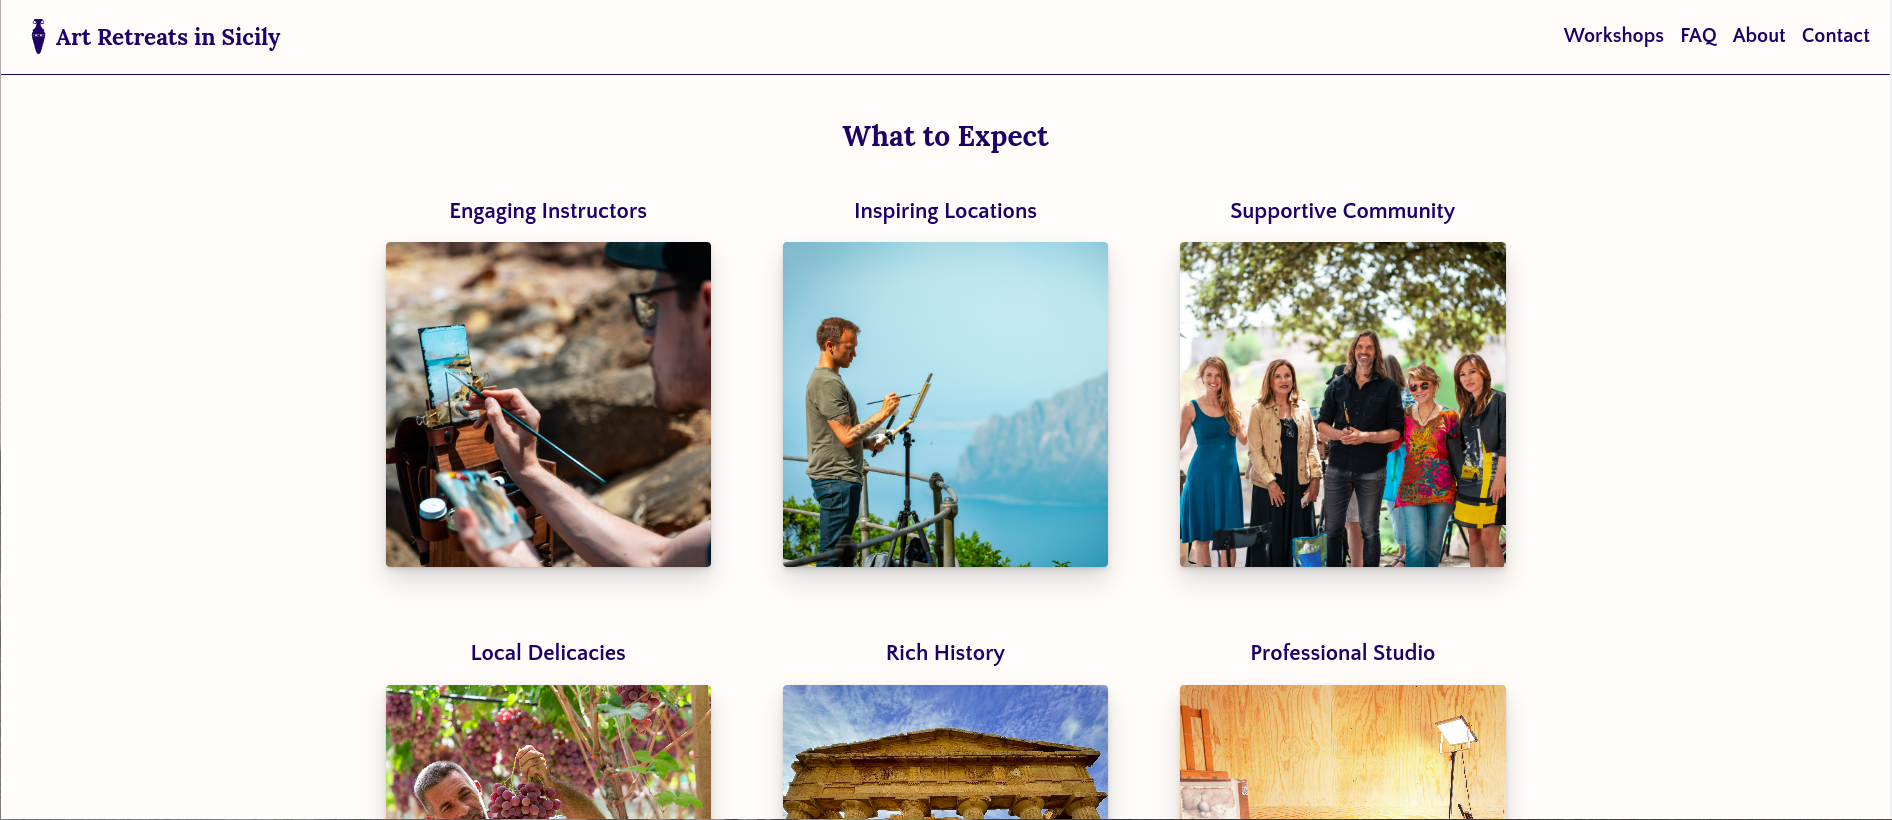 Art Retreats in Sicily
Workshops FAQ About Contact
What to Expect
Engaging Instructors
Inspiring Locations
Supportive Community
Local Delicacies
Rich History
Professional Studio